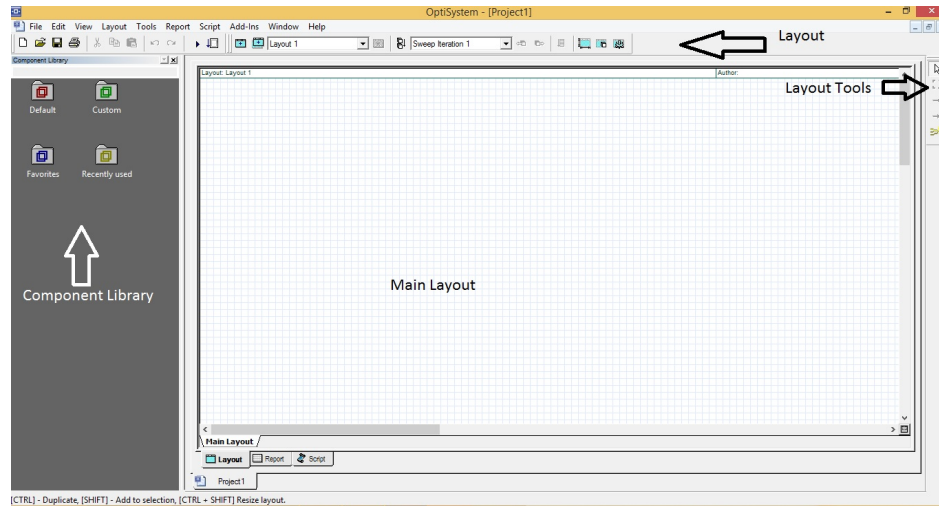 OptiSystem - [Project1]
File Edit View Layout Tools Report Script Add-Ins Window Help
Layout 1
Sweep Iteration 1
Layout
Component Library
Layout: Layout 1
Author:
Layout Tools
Default
Custom
Favorites
Recently used
Component Library
Main Layout
Main Layout
Layout
Report
Script
Project1
[CTRL] - Duplicate, [SHIFT] - Add to selection, [CTRL + SHIFT] Resize layout.